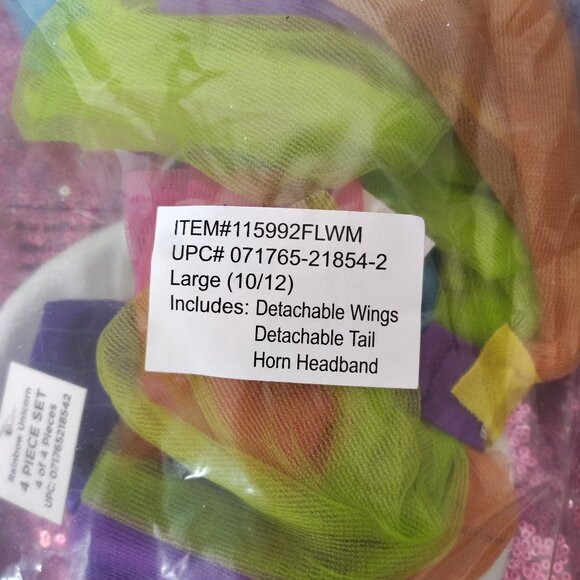 ITEM#115992FLWM
UPC# 071765-21854-2
Large (10/12)
Includes: Detachable Wings
Detachable Tail
Horn Headband
Rainbow Unicorn
4 PIECE SET
4 of 4 Pieces
UPC: 071765218542